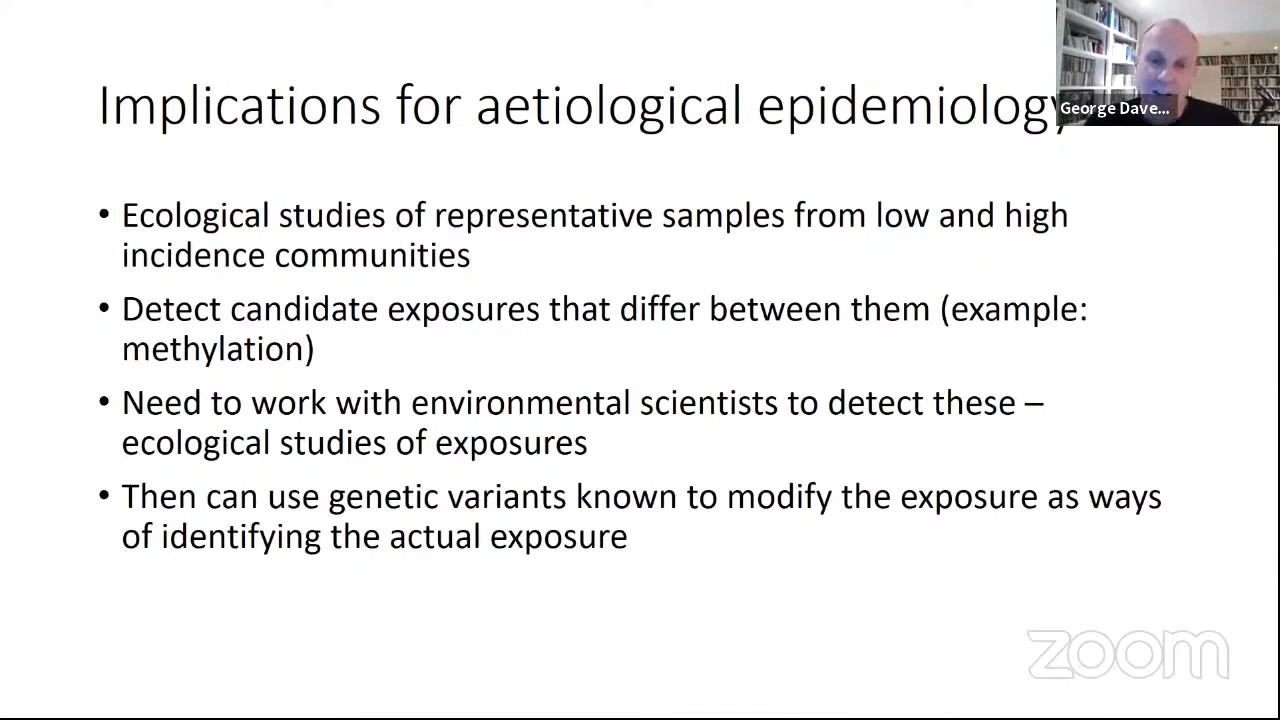 Implications for aetiological epidemiology
George Dave...
• Ecological studies of representative samples from low and high
incidence communities
• Detect candidate exposures that differ between them (example:
methylation)
• Need to work with environmental scientists to detect these –
ecological studies of exposures
• Then can use genetic variants known to modify the exposure as ways
of identifying the actual exposure
zoom